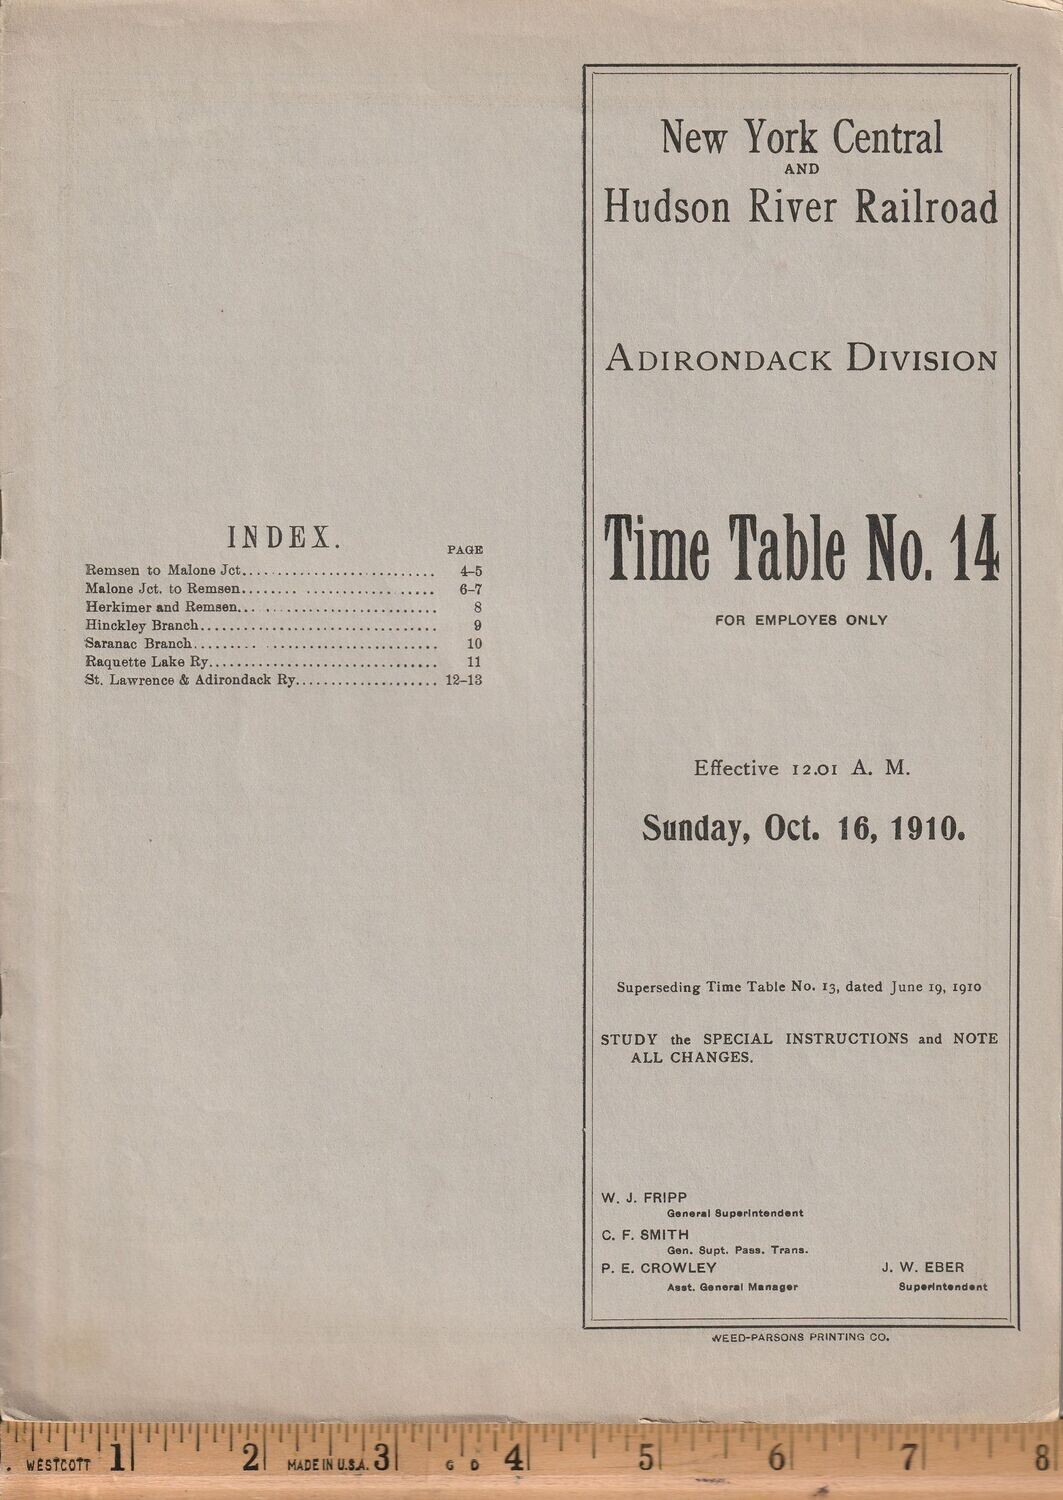 New York Central
AND
Hudson River Railroad
ADIRONDACK DIVISION
Time Table No. 14
FOR EMPLOYES ONLY
Effective 12.01 A. M.
Sunday, Oct. 16, 1910.
Superseding Time Table No. 13, dated June 19, 1910
STUDY the SPECIAL INSTRUCTIONS and NOTE
ALL CHANGES.
W. J. FRIPP
General Superintendent
C. F. SMITH
Gen. Supt. Pass. Trans.
P. E. CROWLEY
Asst. General Manager
J. W. EBER
Superintendent
WEED-PARSONS PRINTING CO.
INDEX.
PAGE
Remsen to Malone Jct. 4-5
Malone Jct. to Remsen 6-7
Herkimer and Remsen 8
Hinckley Branch 9
Saranac Branch 10
Raquette Lake Ry 11
St. Lawrence & Adirondack Ry 12-13
WESTCOTT 1 2 MADE IN U.S.A. 3 G D 4 5 6 7 8